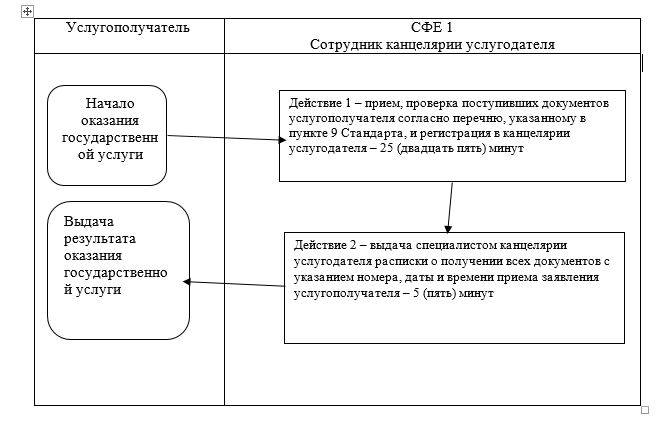 Услугополучатель
СФЕ 1
Сотрудник канцелярии услугодателя
Начало
оказания
государственн
ой услуги
Действие 1 – прием, проверка поступивших документов
услугополучателя согласно перечню, указанному в
пункте 9 Стандарта, и регистрация в канцелярии
услугодателя – 25 (двадцать пять) минут
Выдача
результата
оказания
государственно
й услуги
Действие 2 – выдача специалистом канцелярии
услугодателя расписки о получении всех документов с
указанием номера, даты и времени приема заявления
услугополучателя – 5 (пять) минут